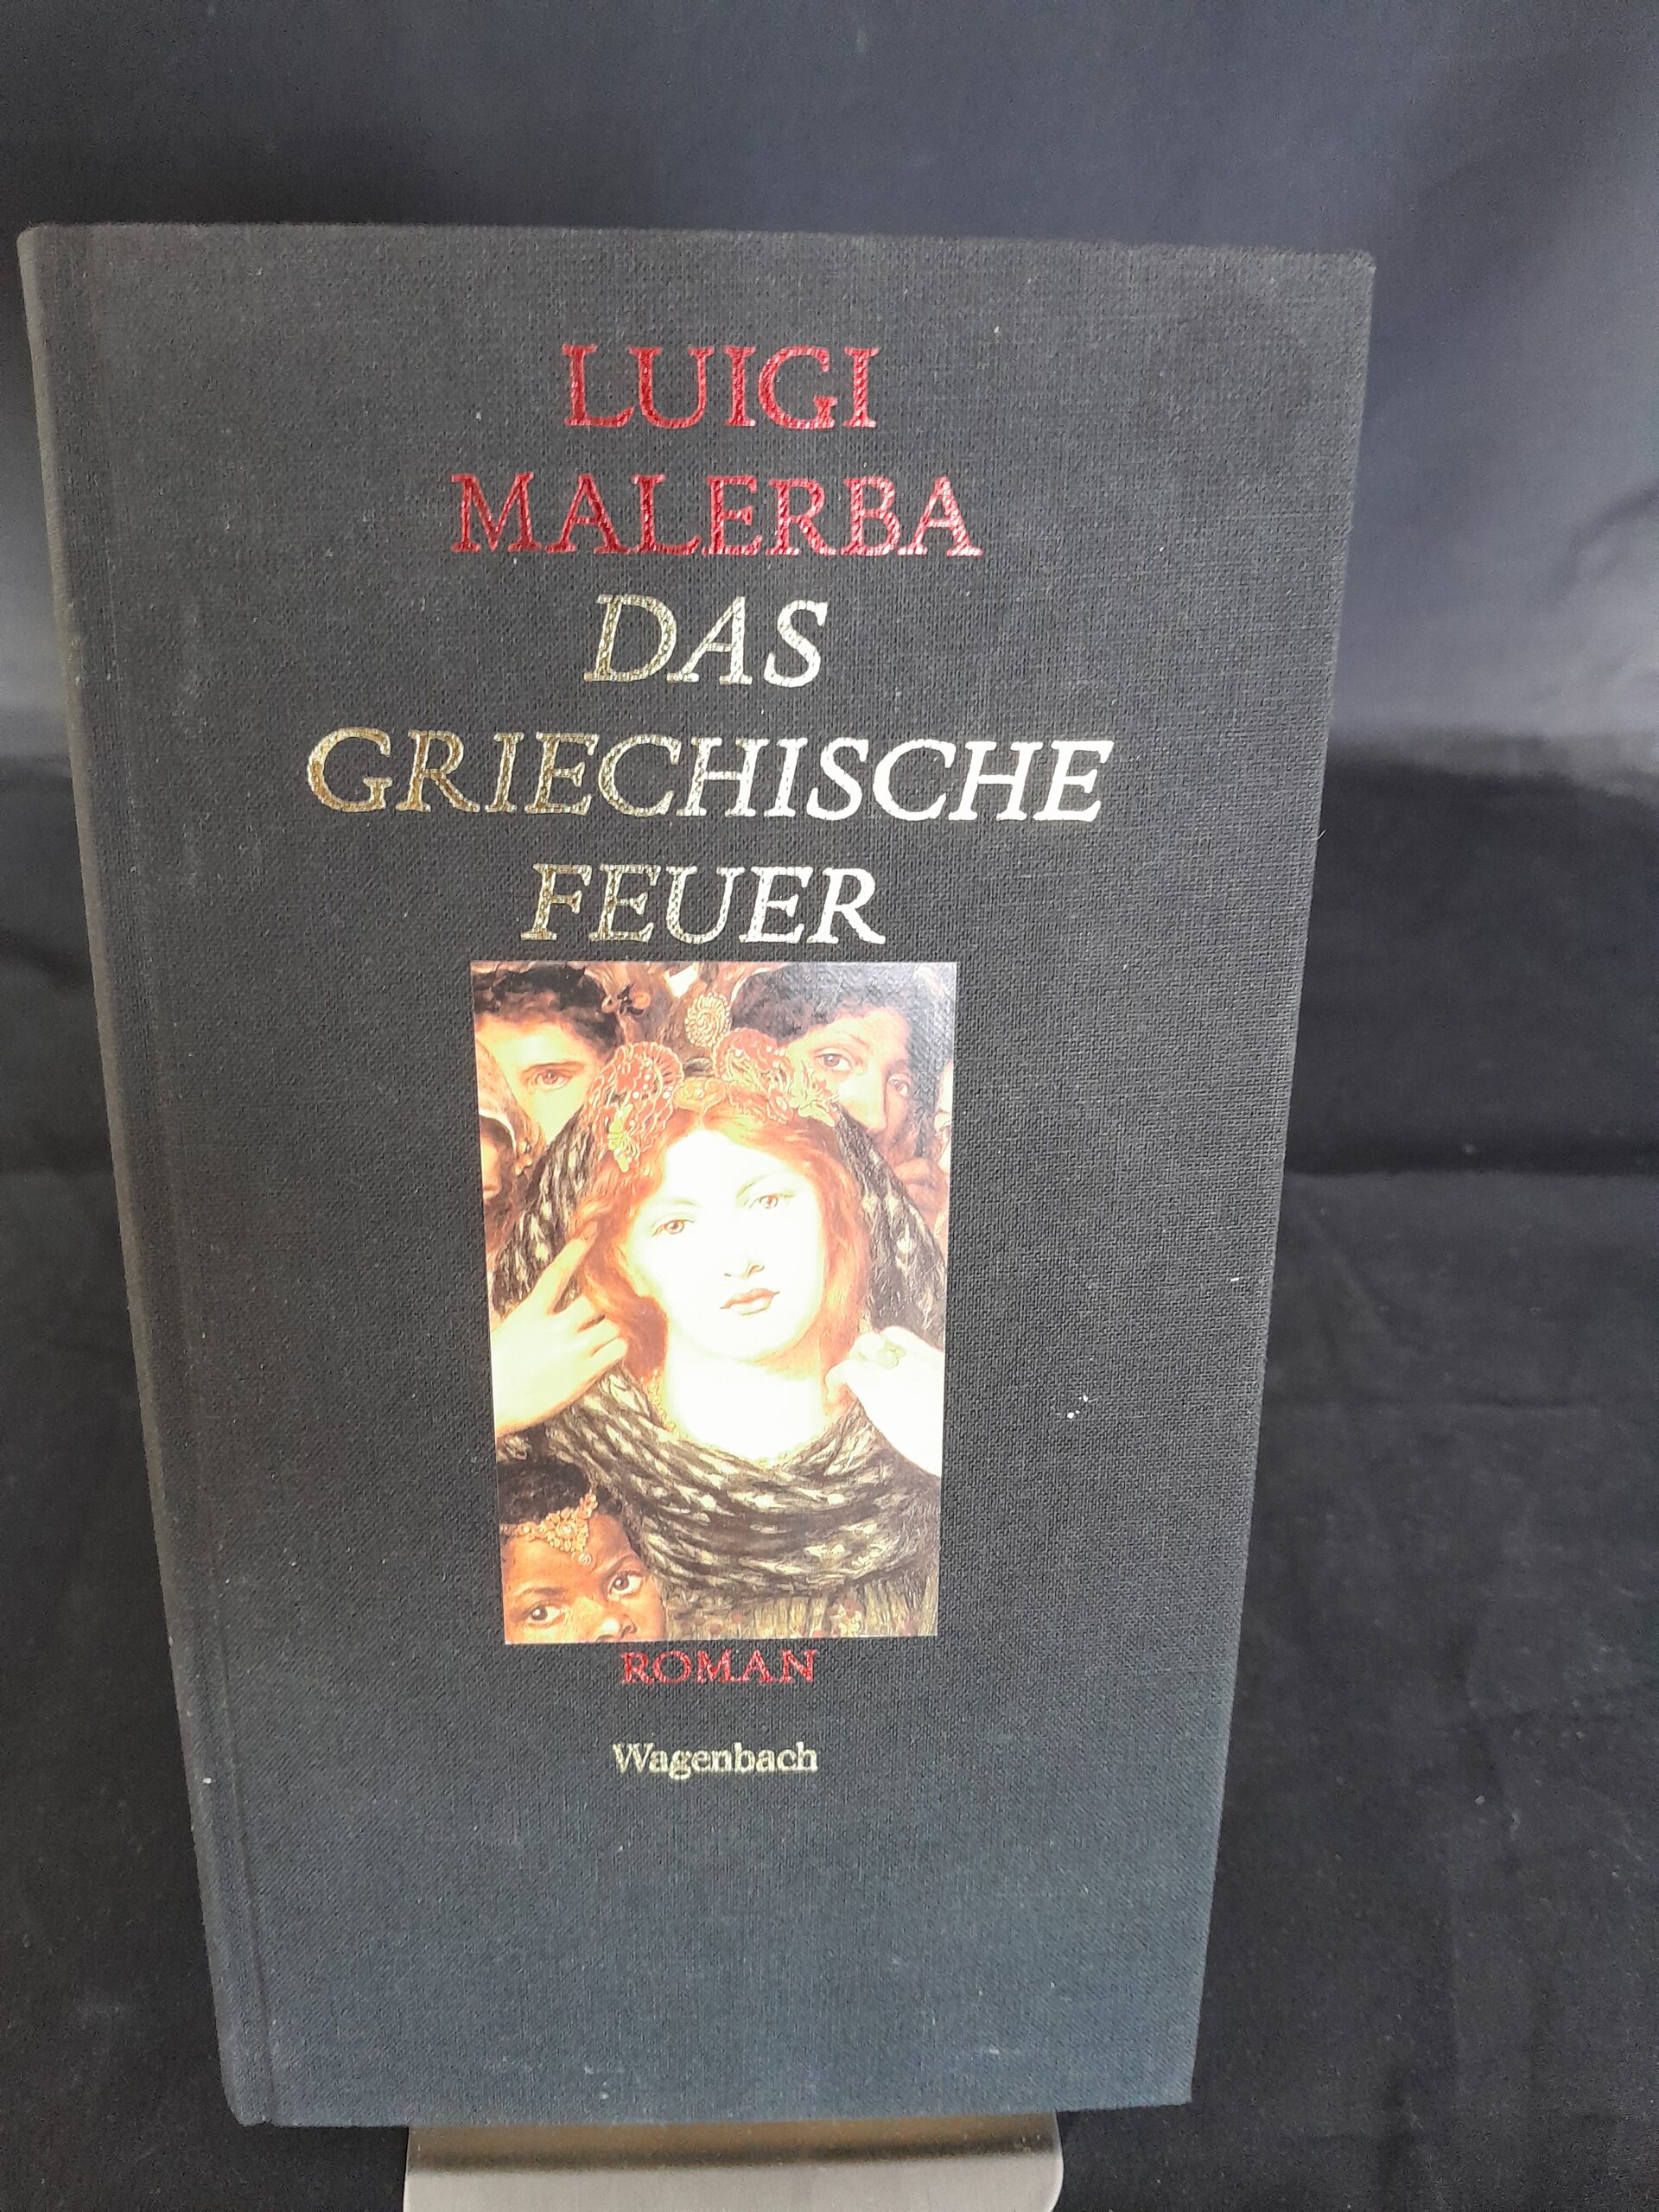 LUIGI
MALERBA
DAS
GRIECHISCHE
FEUER
ROMAN
Wagenbach